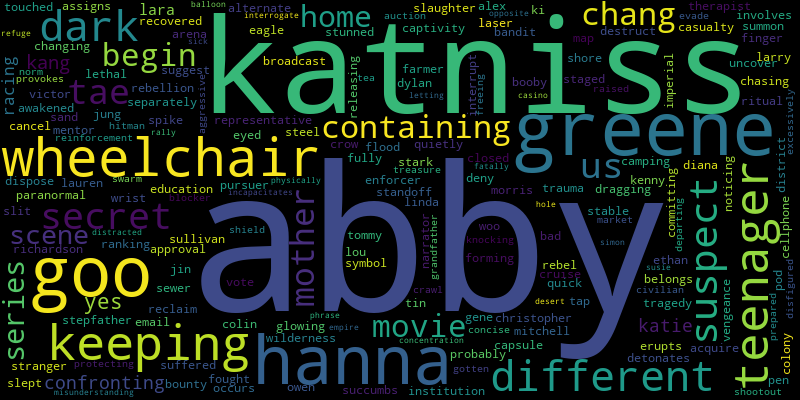 touched assigns balloon alternate interrogate opposite auction slaughter alex ki therapist
lara home evade involves refuge
dark recovered sick katniss laser bandit chang map casualty destruct summon
changing eagle stunned captivity finger larry
begin arena broadcast farmer shore uncover
racing kang norm lethal suggest releasing tea dylan interrupt freeing booby staged raised imperial chasing
provokes tae rebellion aggressively letting casino ritual excessively
victor awakened separately representative greene
sand jung spike containing
cancel mentor hitman eyed steel
reinforcement rally crow flood quietly closed us camping diana district
wheelchair fully stark fatally noticing
treasure kenny
dispose lauren swarm education pursuer enforcer deny dragging trauma committing teenager cellphone
paranormal physically incapacitates standoff morris
slit secret wrist blocker linda stable suspect
scene sullivan shield mother abby narrator grandfather woo hole market
distracted tommy khocking bad simon departing
richardson ranking approval lou forming rebel ethan
goo jin symbol cruise quick susie belongs vengeance pod disfigured
series sewer vote crawl desert tap civilian prepared
yes reclaim tin gene christopher tragedy
stepfather email colin phrase movie concise mitchell katie
keeping glowing empire concentration probably erupts colony
stranger wilderness hanna capsule detonates acquire
slept confronting protecting suffered gotten different
misunderstanding bounty fought occurs owen succumbs institution shootout pen